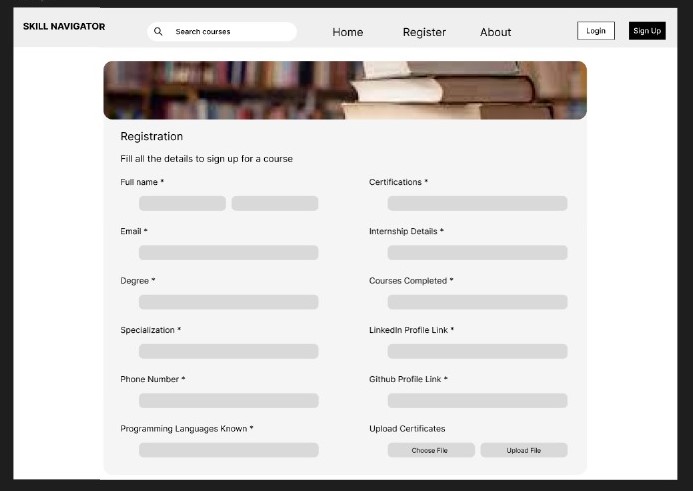 SKILL NAVIGATOR
Search courses
Home
Register
About
Login
Sign Up
Registration
Fill all the details to sign up for a course
Full name *
Certifications *
Email *
Internship Details *
Degree *
Courses Completed *
Specialization *
LinkedIn Profile Link *
Phone Number *
Github Profile Link *
Programming Languages Known *
Upload Certificates
Choose File
Upload File